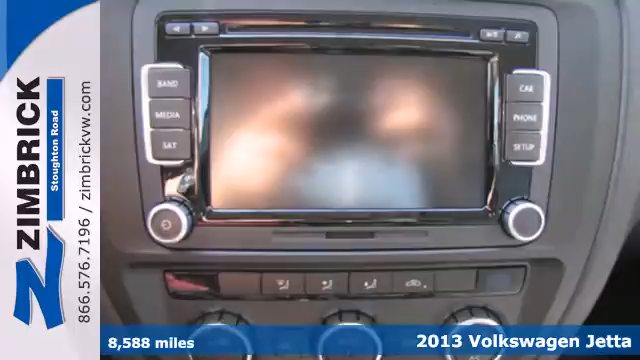 ZIMBRICK
Stoughton Road
866.576.7196 / zimbrickvw.com
BAND
MEDIA
SAT
CAR
PHONE
SETUP
8,588 miles
2013 Volkswagen Jetta